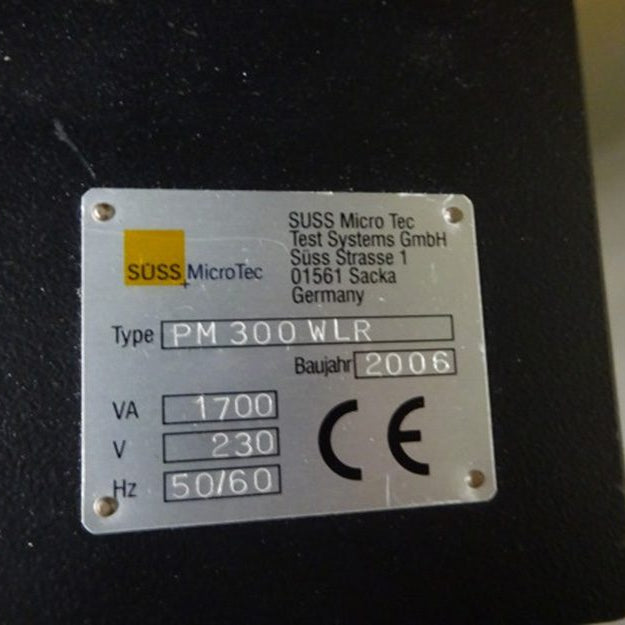 SUSS Micro Tec
Test Systems GmbH
Süss Strasse 1
01561 Sacka
Germany
SÜSS+MicroTec
Type PM 300 WLR
Baujahr 2006
VA 1700
V 230
Hz 50/60
CE